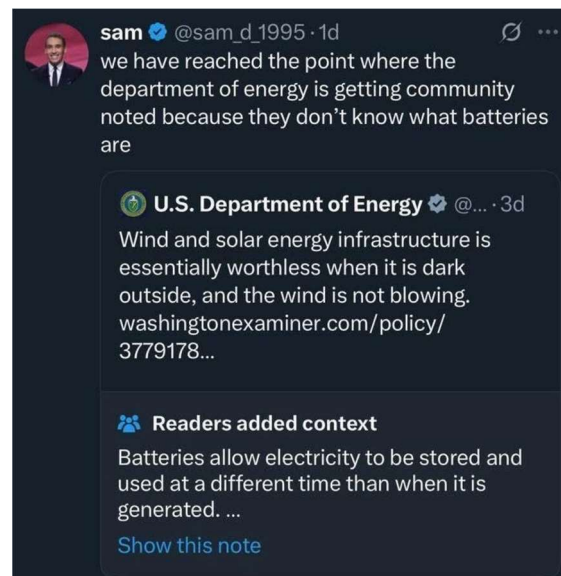 sam @sam_d_1995 · 1d
we have reached the point where the
department of energy is getting community
noted because they don’t know what batteries
are
U.S. Department of Energy @... · 3d
Wind and solar energy infrastructure is
essentially worthless when it is dark
outside, and the wind is not blowing.
washingtonexaminer.com/policy/
3779178...
Readers added context
Batteries allow electricity to be stored and
used at a different time than when it is
generated. ...
Show this note